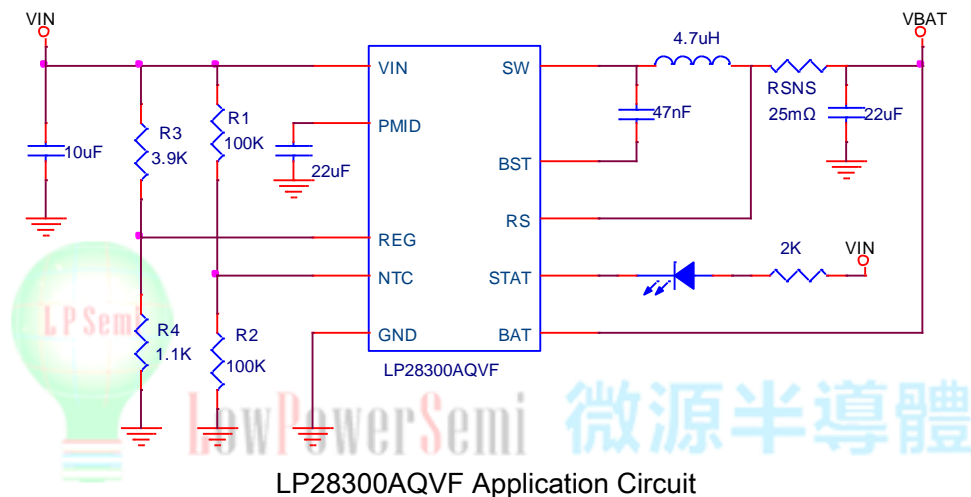 VIN
VBAT
VIN
PMID
REG
NTC
GND
SW
BST
RS
STAT
BAT
LP28300AQVF
10uF
R3
3.9K
R1
100K
22uF
R4
1.1K
R2
100K
4.7uH
47nF
RSNS
25mΩ
22uF
2K
VIN
LP Semi
LowPowerSemi 微源半導體
LP28300AQVF Application Circuit